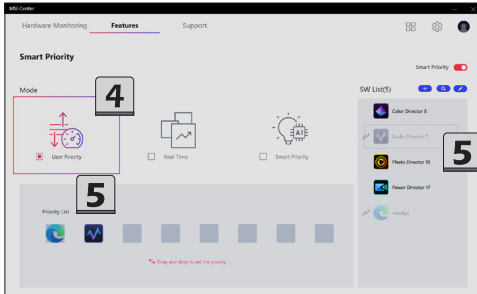 MSI Center
Hardware Monitoring Features Support
Smart Priority
Smart Priority
Mode
4
SW List(5)
Color Director 5
Audio Director 7
5
Photo Director 10
User Priority
Real Time
Smart Priority
Power Director 17
5
Priority List
msedge
Drag and drop to set the priority